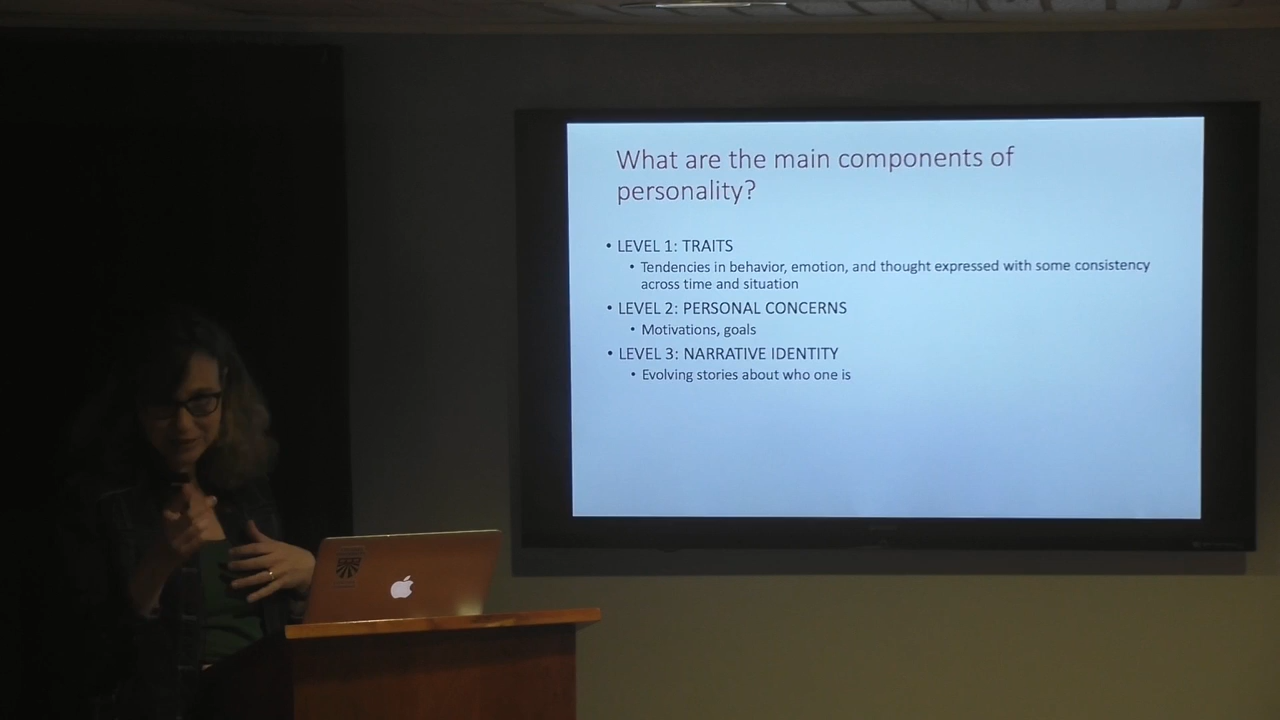 What are the main components of
personality?
• LEVEL 1: TRAITS
• Tendencies in behavior, emotion, and thought expressed with some consistency
across time and situation
• LEVEL 2: PERSONAL CONCERNS
• Motivations, goals
• LEVEL 3: NARRATIVE IDENTITY
• Evolving stories about who one is